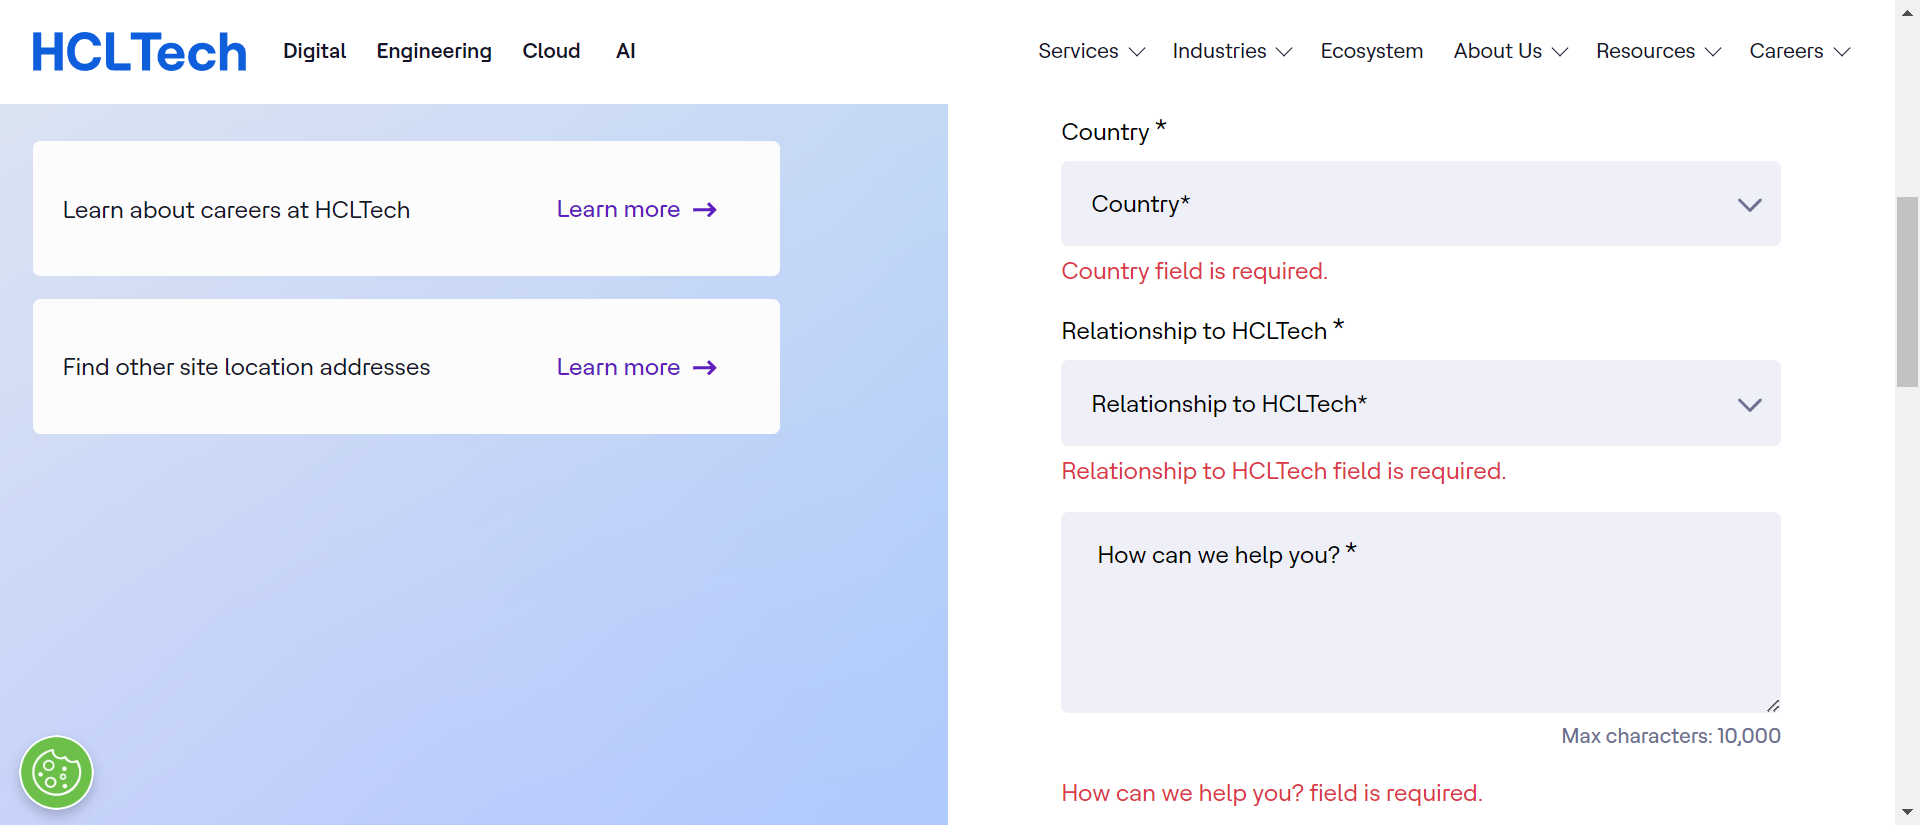 HCLTech Digital Engineering Cloud AI Services Industries Ecosystem About Us Resources Careers
Learn about careers at HCLTech Learn more
Find other site location addresses Learn more
Country *
Country*
Country field is required.
Relationship to HCLTech *
Relationship to HCLTech*
Relationship to HCLTech field is required.
How can we help you? *
Max characters: 10,000
How can we help you? field is required.